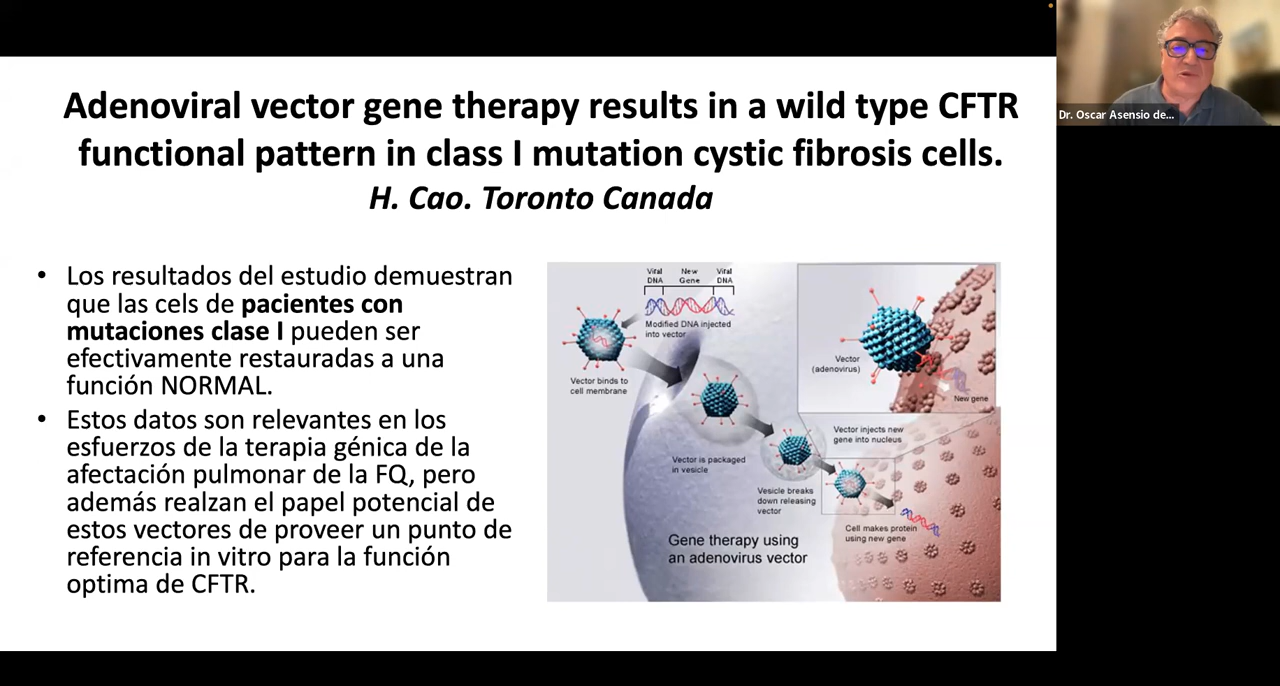 Adenoviral vector gene therapy results in a wild type CFTR
functional pattern in class I mutation cystic fibrosis cells.
H. Cao. Toronto Canada
• Los resultados del estudio demuestran
que las cels de pacientes con
mutaciones clase I pueden ser
efectivamente restauradas a una
función NORMAL.
• Estos datos son relevantes en los
esfuerzos de la terapia génica de la
afectación pulmonar de la FQ, pero
además realzan el papel potencial de
estos vectores de proveer un punto de
referencia in vitro para la función
optima de CFTR.
Vital
DNA
New
Gene
Vital
DNA
Modified DNA injected
into vector
Vector binds to
cell membrane
Vector is packaged
in vesicle
Vesicle breaks
down releasing
vector
Vector
(adenovirus)
New gene
Vector injects new
gene into nucleus
Cell makes protein
using new gene
Gene therapy using
an adenovirus vector
Dr. Oscar Asensio de...